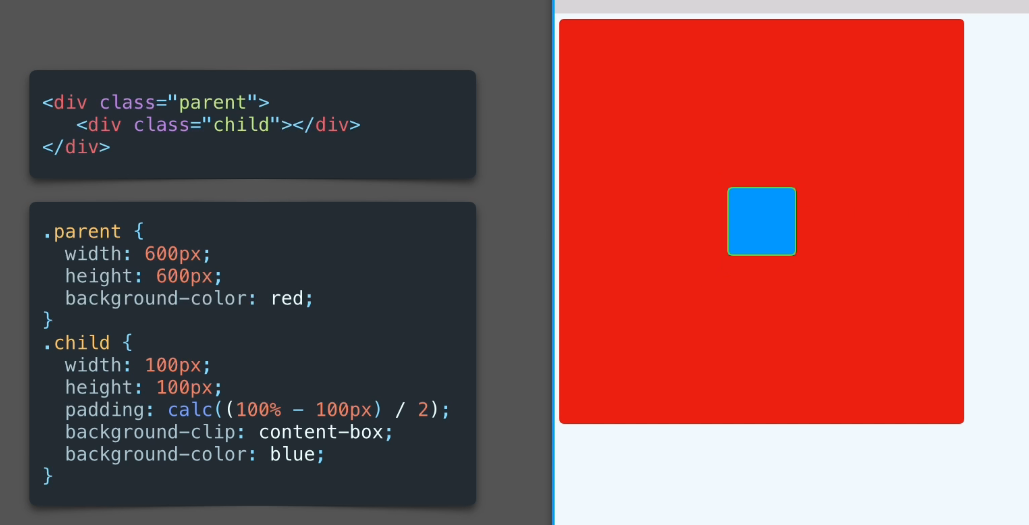 <div class="parent">
   <div class="child"></div>
</div>
.parent {
  width: 600px;
  height: 600px;
  background-color: red;
}
.child {
  width: 100px;
  height: 100px;
  padding: calc((100% - 100px) / 2);
  background-clip: content-box;
  background-color: blue;
}